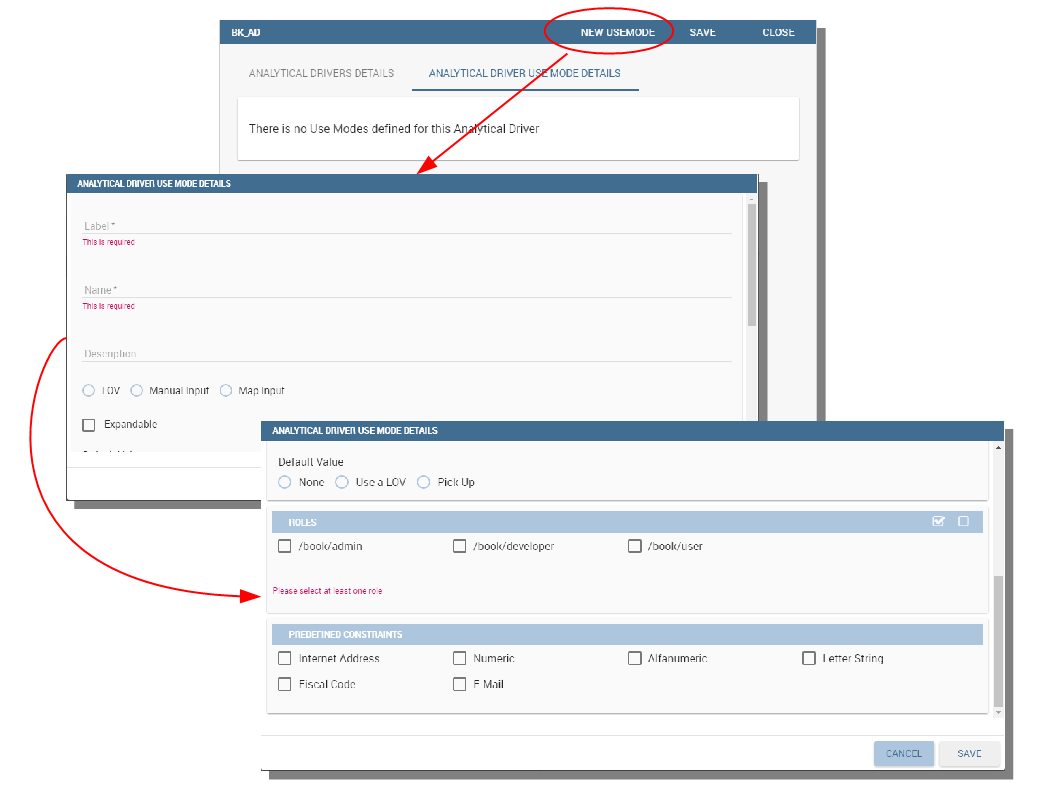 BK_AD NEW USEMODE SAVE CLOSE
ANALYTICAL DRIVERS DETAILS ANALYTICAL DRIVER USE MODE DETAILS
There is no Use Modes defined for this Analytical Driver
ANALYTICAL DRIVER USE MODE DETAILS
Label *
This is required
Name *
This is required
Description
LOV Manual Input Map Input
Expandable
ANALYTICAL DRIVER USE MODE DETAILS
Default Value
None Use a LOV Pick Up
ROLES
/book/admin /book/developer /book/user
Please select at least one role
PREDEFINED CONSTRAINTS
Internet Address Numeric Alfanumeric Letter String
Fiscal Code E Mail
CANCEL SAVE